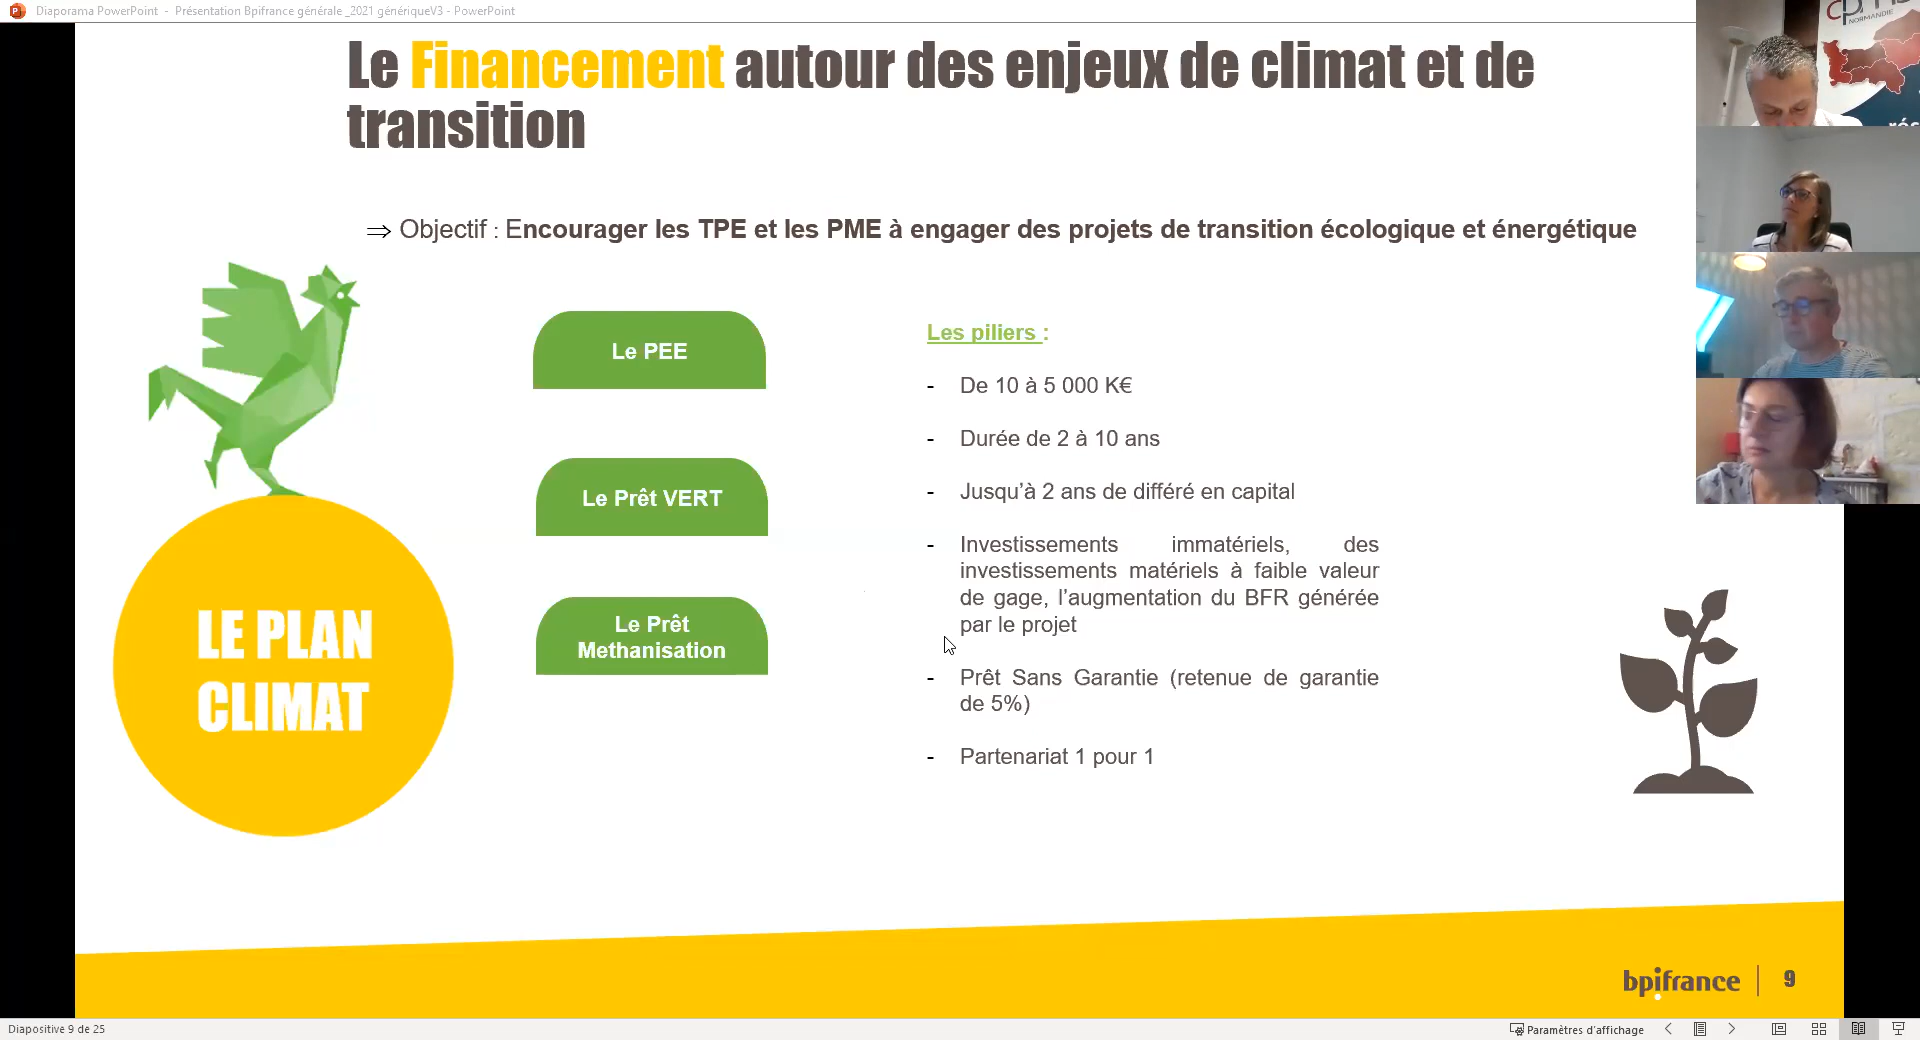 Diaporama PowerPoint - Présentation Bpifrance générale _2021 génériqueV3 - PowerPoint
Le Financement autour des enjeux de climat et de
transition
⇒ Objectif : Encourager les TPE et les PME à engager des projets de transition écologique et énergétique
Le PEE
Le Prêt VERT
Le Prêt
Methanisation
LE PLAN
CLIMAT
Les piliers :
- De 10 à 5 000 K€
- Durée de 2 à 10 ans
- Jusqu’à 2 ans de différé en capital
- Investissements immatériels, des
investissements matériels à faible valeur
de gage, l’augmentation du BFR générée
par le projet
- Prêt Sans Garantie (retenue de garantie
de 5%)
- Partenariat 1 pour 1
NORMANDIE
bpifrance
9
Diapositive 9 de 25
Paramètres d'affichage